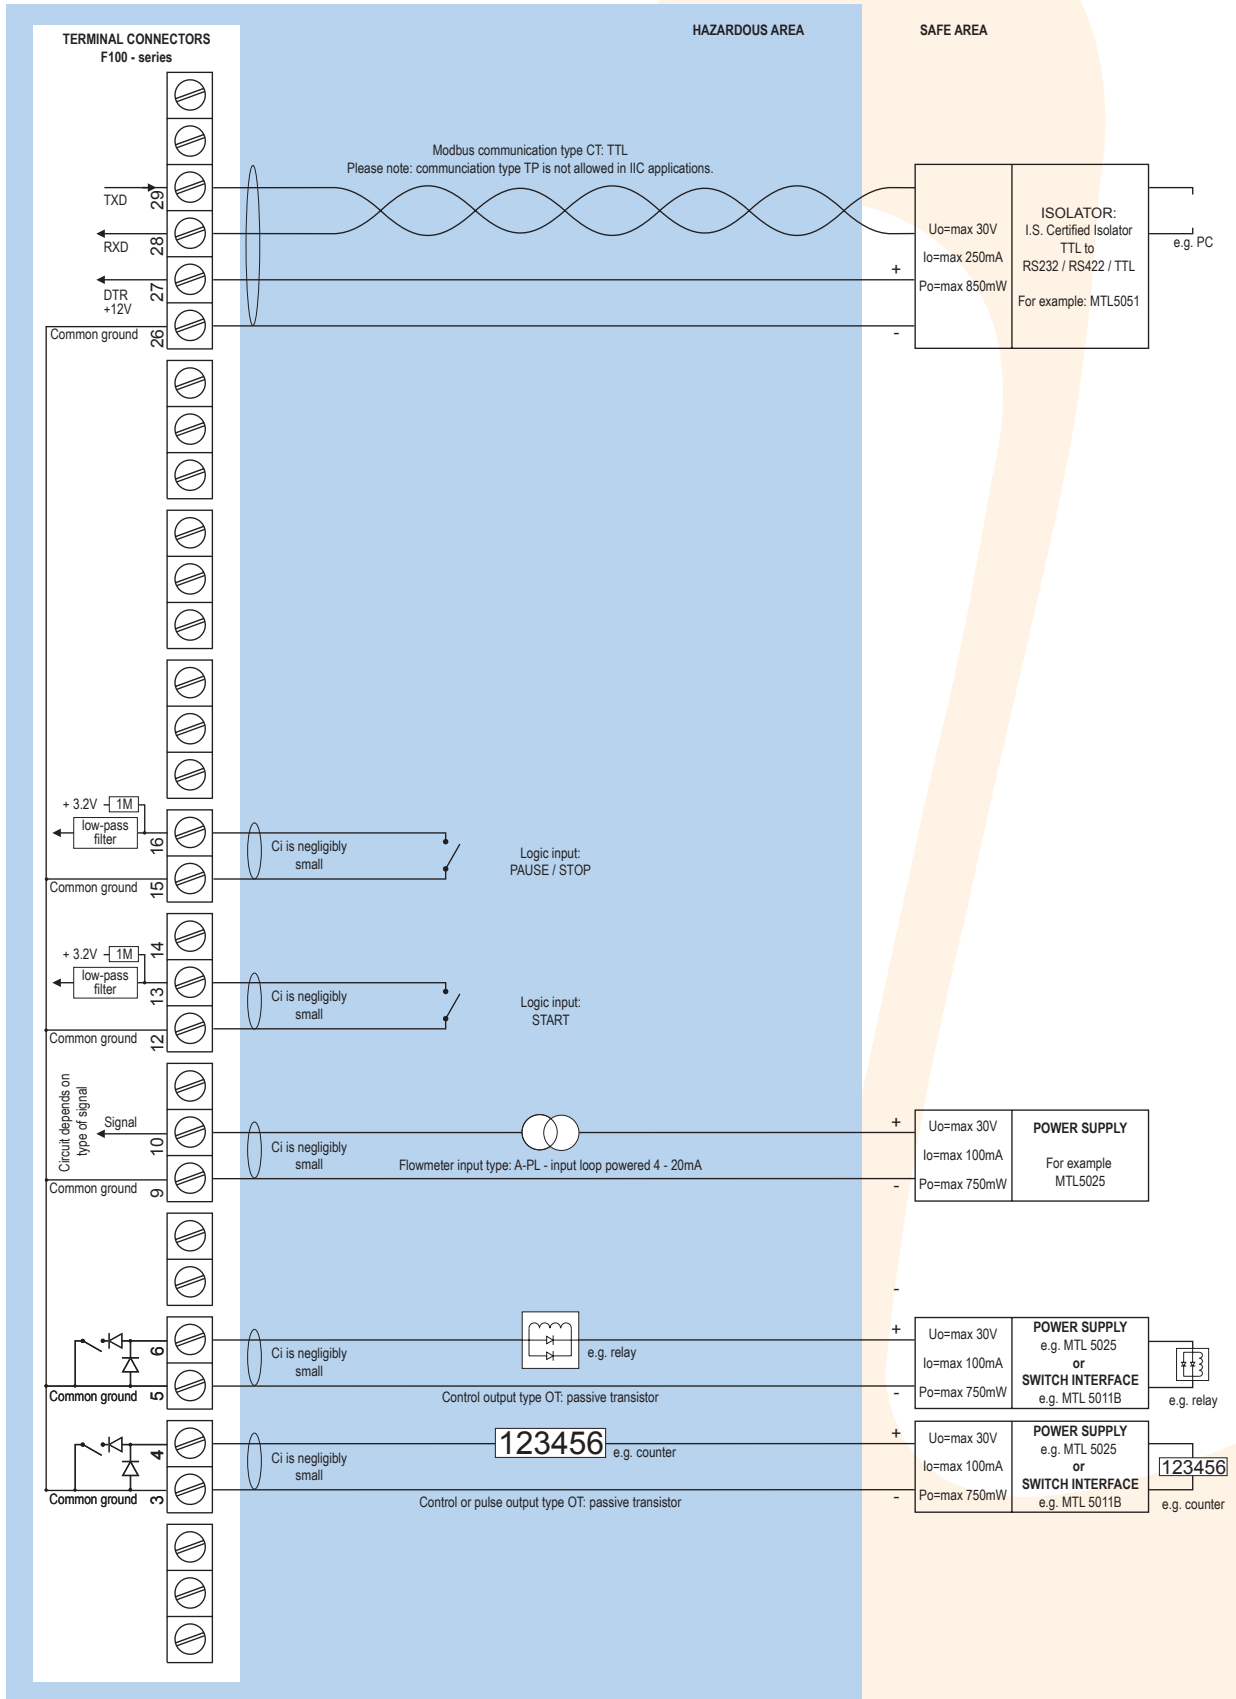 TERMINAL CONNECTORS
F100 - series
HAZARDOUS AREA
SAFE AREA
Modbus communication type CT: TTL
Please note: communciation type TP is not allowed in IIC applications.
TXD
29
RXD
28
DTR
+12V
27
Common ground
26
+
-
Uo=max 30V
Io=max 250mA
Po=max 850mW
ISOLATOR:
I.S. Certified Isolator
TTL to
RS232 / RS422 / TTL
For example: MTL5051
e.g. PC
+ 3.2V
1M
low-pass
filter
16
Common ground
15
Ci is negligibly
small
Logic input:
PAUSE / STOP
14
+ 3.2V
1M
low-pass
filter
13
Common ground
12
Ci is negligibly
small
Logic input:
START
Circuit depends on
type of signal
Signal
10
Common ground
9
Ci is negligibly
small
Flowmeter input type: A-PL - input loop powered 4 - 20mA
+
-
Uo=max 30V
Io=max 100mA
Po=max 750mW
POWER SUPPLY
For example
MTL5025
-
6
Common ground
5
Ci is negligibly
small
e.g. relay
Control output type OT: passive transistor
+
-
Uo=max 30V
Io=max 100mA
Po=max 750mW
POWER SUPPLY
e.g. MTL 5025
or
SWITCH INTERFACE
e.g. MTL 5011B
e.g. relay
4
Common ground
3
Ci is negligibly
small
123456
e.g. counter
Control or pulse output type OT: passive transistor
+
-
Uo=max 30V
Io=max 100mA
Po=max 750mW
POWER SUPPLY
e.g. MTL 5025
or
SWITCH INTERFACE
e.g. MTL 5011B
123456
e.g. counter